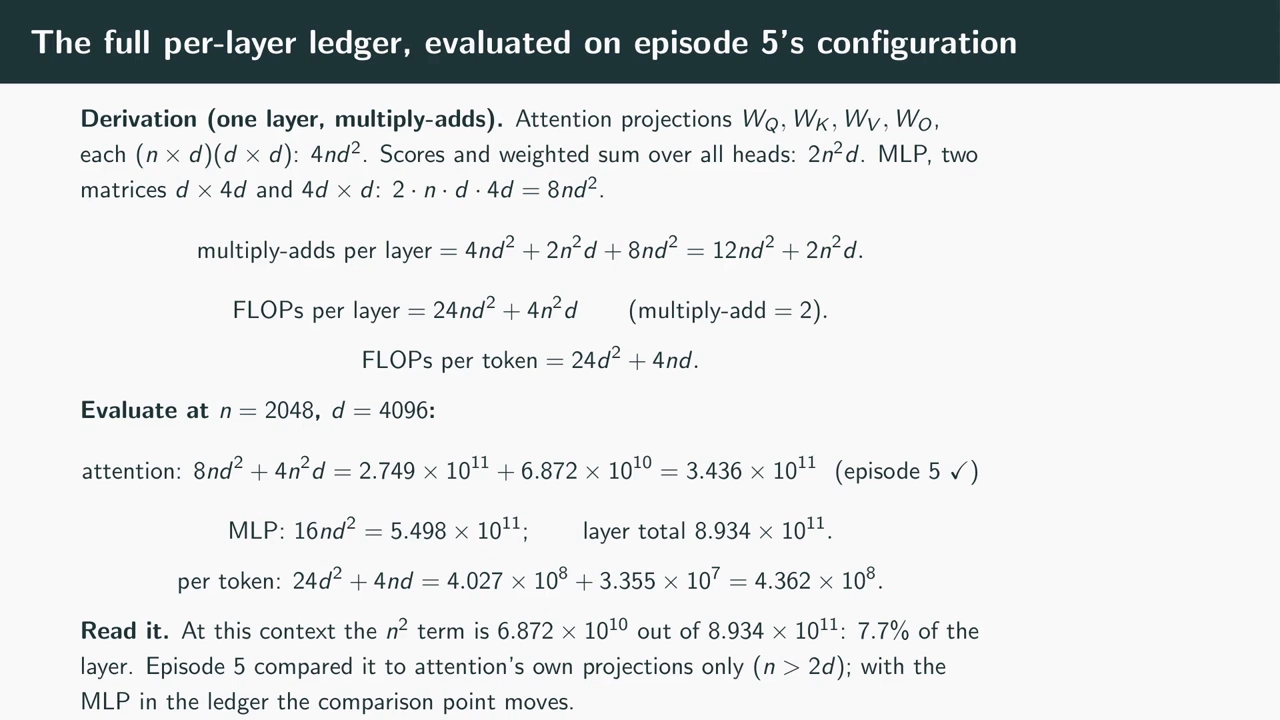 The full per-layer ledger, evaluated on episode 5's configuration
Derivation (one layer, multiply-adds). Attention projections W_Q, W_K, W_V, W_O,
each (n × d)(d × d): 4nd². Scores and weighted sum over all heads: 2n²d. MLP, two
matrices d × 4d and 4d × d: 2 · n · d · 4d = 8nd².
multiply-adds per layer = 4nd² + 2n²d + 8nd² = 12nd² + 2n²d.
FLOPs per layer = 24nd² + 4n²d (multiply-add = 2).
FLOPs per token = 24d² + 4nd.
Evaluate at n = 2048, d = 4096:
attention: 8nd² + 4n²d = 2.749 × 10¹¹ + 6.872 × 10¹⁰ = 3.436 × 10¹¹ (episode 5 ✓)
MLP: 16nd² = 5.498 × 10¹¹; layer total 8.934 × 10¹¹.
per token: 24d² + 4nd = 4.027 × 10⁸ + 3.355 × 10⁷ = 4.362 × 10⁸.
Read it. At this context the n² term is 6.872 × 10¹⁰ out of 8.934 × 10¹¹: 7.7% of the
layer. Episode 5 compared it to attention's own projections only (n > 2d); with the
MLP in the ledger the comparison point moves.